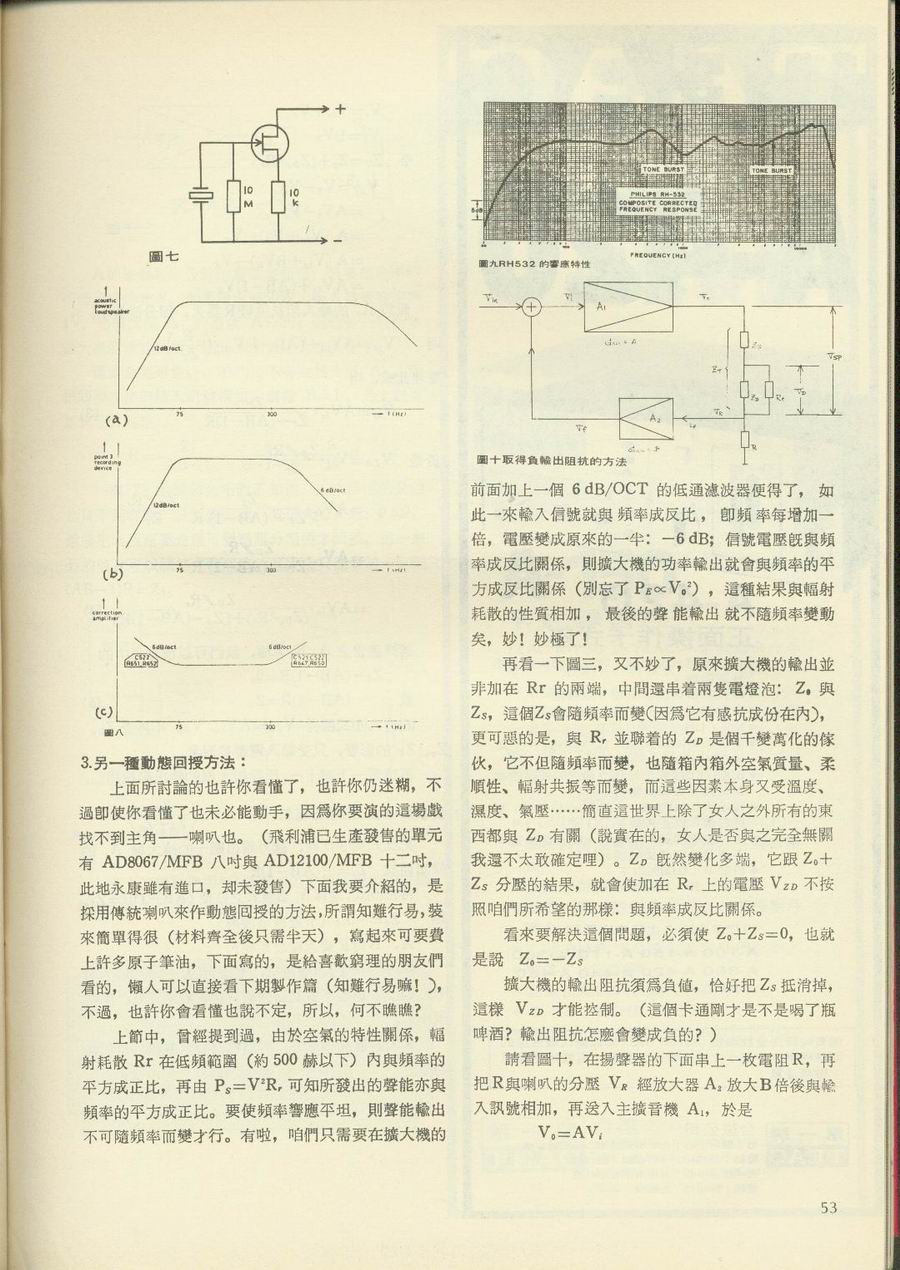 +
10
M
10
k
−
圖七
acoustic
power
loudspeaker
12dB/oct
(a)
75
300
f (Hz)
point 3
recording
device
12dB/oct
6 dB/oct
(b)
75
300
f (Hz)
correction
amplifier
6dB/oct
C523
R651,R652
6dB/oct
C521,C522
R647,R650
(c)
75
300
f (Hz)
圖八
3.另一種動態回授方法：
上面所討論的也許你看懂了，也許你仍迷糊，不
過卽使你看懂了也未必能動手，因爲你要演的這場戲
找不到主角——喇叭也。（飛利浦已生產發售的單元
有 AD8067/MFB 八吋與 AD12100/MFB 十二吋，
此地永康雖有進口，却未發售）下面我要介紹的，是
採用傳統喇叭來作動態回授的方法，所謂知難行易，裝
來簡單得很（材料齊全後只需半天），寫起來可要費
上許多原子筆油，下面寫的，是給喜歡窮理的朋友們
看的，懶人可以直接看下期製作篇（知難行易嘛！），
不過，也許你會看懂也說不定，所以，何不瞧瞧？
上節中，曾經提到過，由於空氣的特性關係，輻
射耗散 Rr 在低頻範圍（約 500 赫以下）內與頻率的
平方成正比，再由 Pₛ=V²Rᵣ 可知所發出的聲能亦與
頻率的平方成正比。要使頻率響應平坦，則聲能輸出
不可隨頻率而變才行。有啦，咱們只需要在擴大機的
TONE BURST
TONE BURST
PHILIPS RH-532
COMPOSITE CORRECTED
FREQUENCY RESPONSE
5dB
FREQUENCY (Hz)
圖九RH532 的響應特性
A₁
Z_S
Z_T
V_SP
Z_D
R_r
V_D
A₂
V_f
R
圖十取得負輸出阻抗的方法
前面加上一個 6 dB/OCT 的低通濾波器便得了，如
此一來輸入信號就與頻率成反比，卽頻率每增加一
倍，電壓變成原來的一半：−6 dB；信號電壓旣與頻
率成反比關係，則擴大機的功率輸出就會與頻率的平
方成反比關係（別忘了 P_E∝V₀²），這種結果與輻射
耗散的性質相加，最後的聲能輸出就不隨頻率變動
矣，妙！妙極了！
再看一下圖三，又不妙了，原來擴大機的輸出並
非加在 Rr 的兩端，中間還串着兩隻電燈泡：Z₀ 與
Z_S，這個Z_S會隨頻率而變(因爲它有感抗成份在內)，
更可惡的是，與 Rᵣ 並聯着的 Z_D 是個千變萬化的傢
伙，它不但隨頻率而變，也隨箱內箱外空氣質量、柔
順性、輻射共振等而變，而這些因素本身又受溫度、
濕度、氣壓……簡直這世界上除了女人之外所有的東
西都與 Z_D 有關（說實在的，女人是否與之完全無關
我還不太敢確定哩）。Z_D 旣然變化多端，它跟 Z₀+
Z_S 分壓的結果，就會使加在 Rᵣ 上的電壓 V_ZD 不按
照咱們所希望的那樣：與頻率成反比關係。
看來要解決這個問題，必須使 Z₀+Z_S=0，也就
是說 Z₀=−Z_S
擴大機的輸出阻抗須爲負值，恰好把 Z_S 抵消掉，
這樣 V_ZD 才能控制。（這個卡通剛才是不是喝了瓶
啤酒？輸出阻抗怎麼會變成負的？）
請看圖十，在揚聲器的下面串上一枚電阻R，再
把R與喇叭的分壓 V_R 經放大器 A₂ 放大B倍後與輸
入訊號相加，再送入主擴音機 A₁，於是
V₀=AVᵢ
53